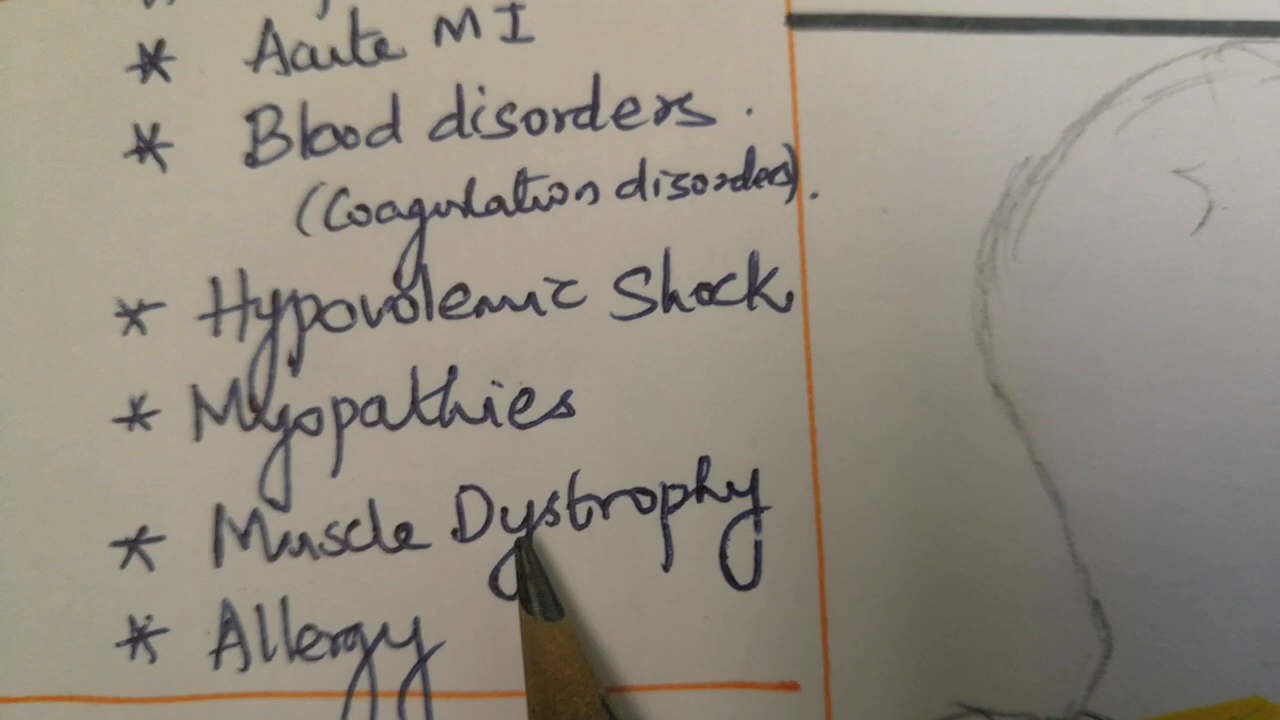 * Acute MI
* Blood disorders.
(Coagulation disorders).
* Hypovolemic Shock
* Myopathies
* Muscle Dystrophy
* Allergy